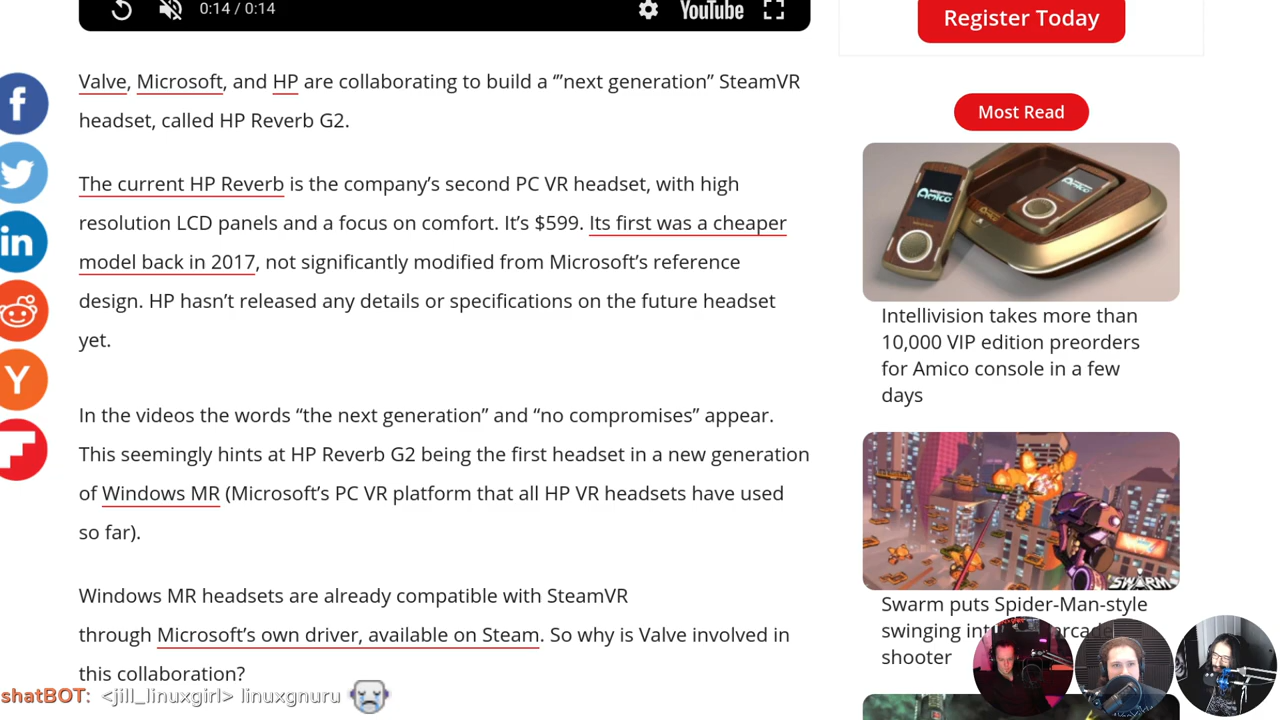 0:14 / 0:14
YouTube
Register Today
Valve, Microsoft, and HP are collaborating to build a “’next generation” SteamVR
headset, called HP Reverb G2.
The current HP Reverb is the company’s second PC VR headset, with high
resolution LCD panels and a focus on comfort. It’s $599. Its first was a cheaper
model back in 2017, not significantly modified from Microsoft’s reference
design. HP hasn’t released any details or specifications on the future headset
yet.
In the videos the words “the next generation” and “no compromises” appear.
This seemingly hints at HP Reverb G2 being the first headset in a new generation
of Windows MR (Microsoft’s PC VR platform that all HP VR headsets have used
so far).
Windows MR headsets are already compatible with SteamVR
through Microsoft’s own driver, available on Steam. So why is Valve involved in
this collaboration?
Most Read
Amico
Amico
Intellivision takes more than
10,000 VIP edition preorders
for Amico console in a few
days
SWARM
Swarm puts Spider-Man-style
swinging
arcade
shooter
shatBOT: <jill_linuxgirl> linuxgnuru